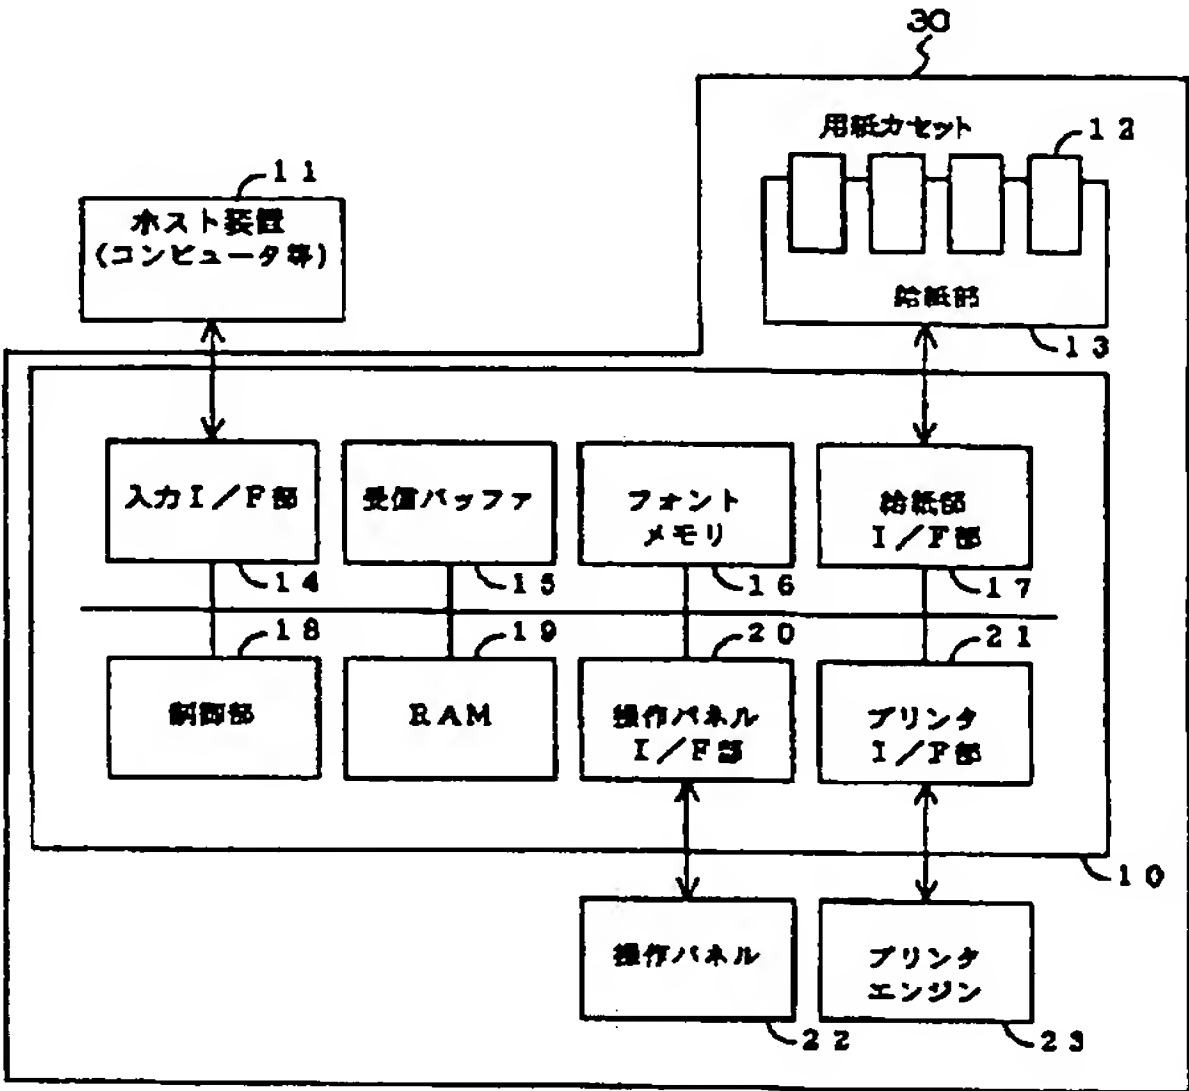 30
用紙カセット
12
11
ホスト装置
(コンピュータ等)
給紙部
13
入力I/F部
受信バッファ
フォント
メモリ
給紙部
I/F部
14
15
16
17
18
19
20
21
制御部
RAM
操作パネル
I/F部
プリンタ
I/F部
10
操作パネル
プリンタ
エンジン
22
23